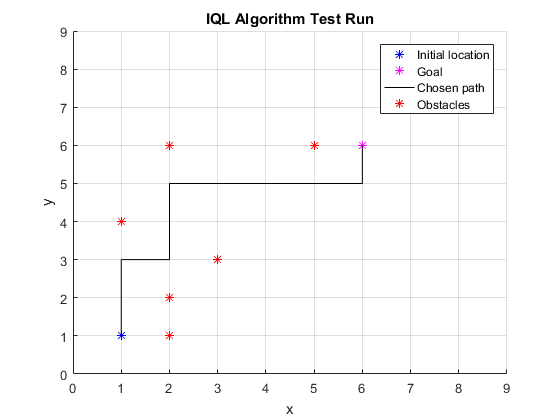 IQL Algorithm Test Run
Initial location
Goal
Chosen path
Obstacles
9
8
7
6
5
4
3
2
1
0
y
0 1 2 3 4 5 6 7 8 9
x